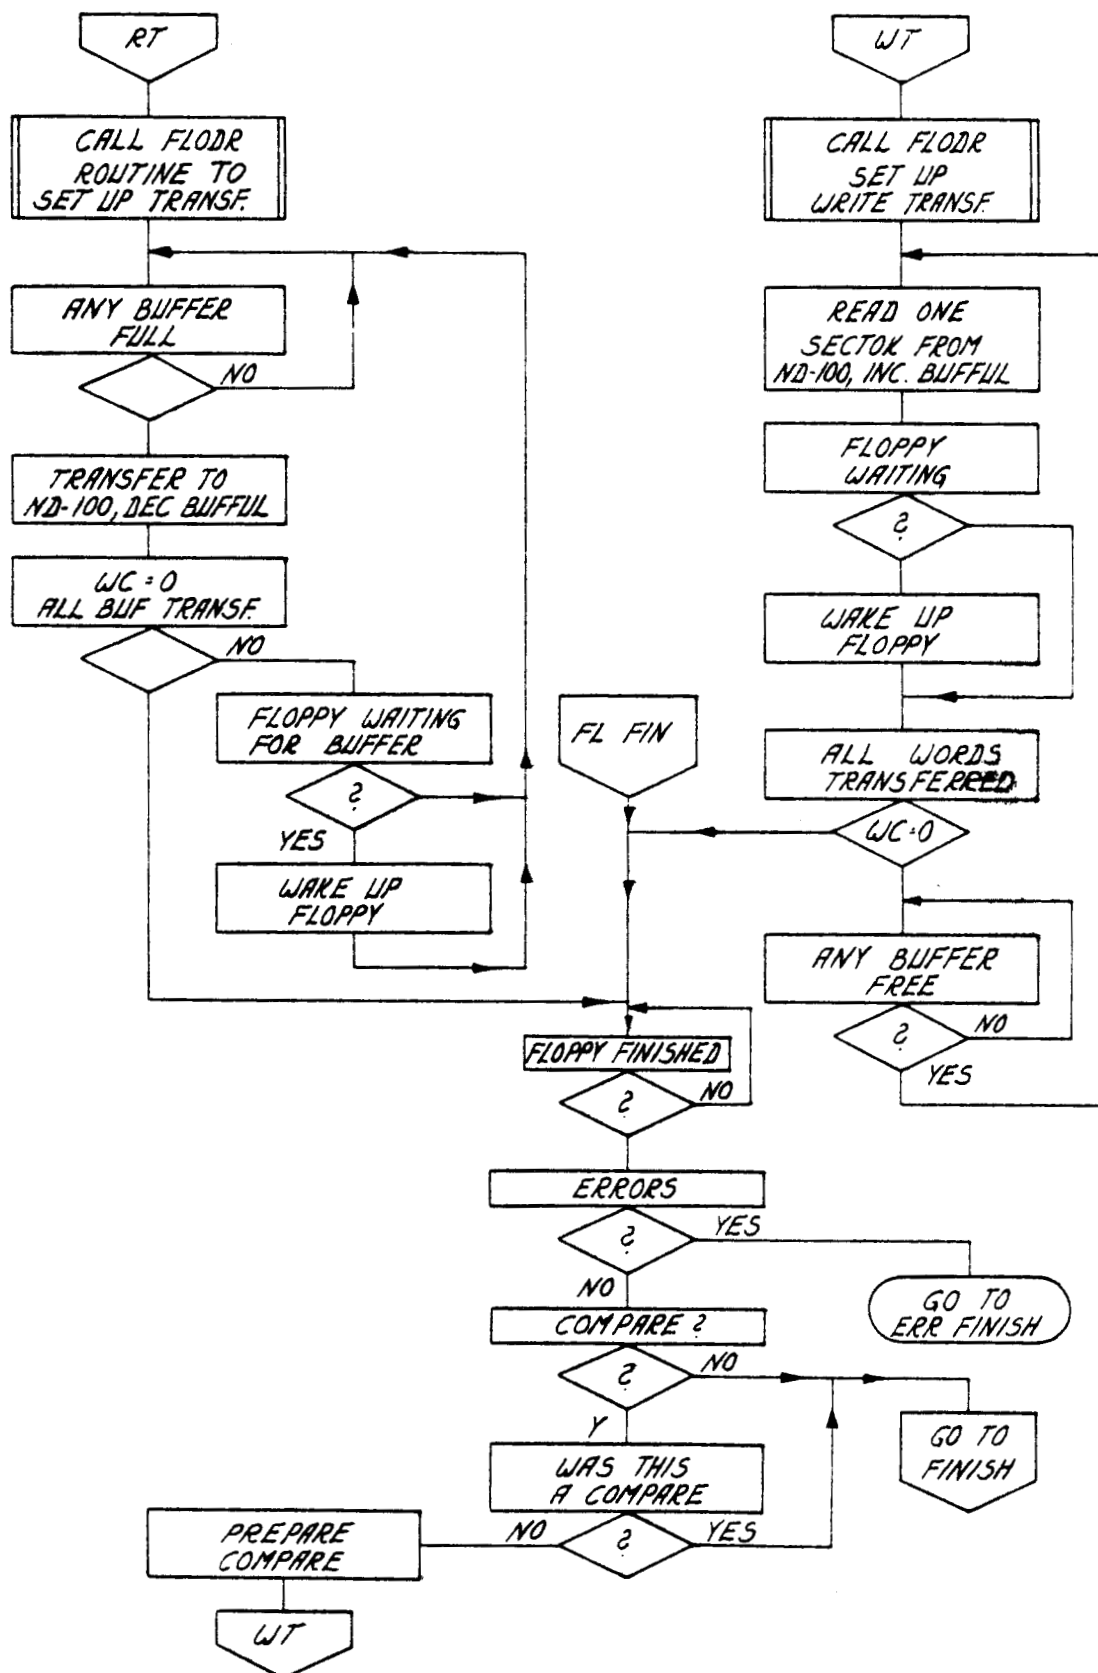 RT
CALL FLODR
ROUTINE TO
SET UP TRANSF.
ANY BUFFER
FULL
NO
TRANSFER TO
ND-100, DEC BUFFUL
WC = 0
ALL BUF TRANSF.
NO
FLOPPY WAITING
FOR BUFFER
?
YES
WAKE UP
FLOPPY
FL FIN
WT
CALL FLODR
SET UP
WRITE TRANSF.
READ ONE
SECTOR FROM
ND-100, INC. BUFFUL
FLOPPY
WAITING
?
WAKE UP
FLOPPY
ALL WORDS
TRANSFERRED
WC=0
ANY BUFFER
FREE
?
NO
YES
FLOPPY FINISHED
?
NO
ERRORS
?
YES
NO
GO TO
ERR FINISH
COMPARE ?
?
NO
Y
GO TO
FINISH
WAS THIS
A COMPARE
?
NO
YES
PREPARE
COMPARE
WT